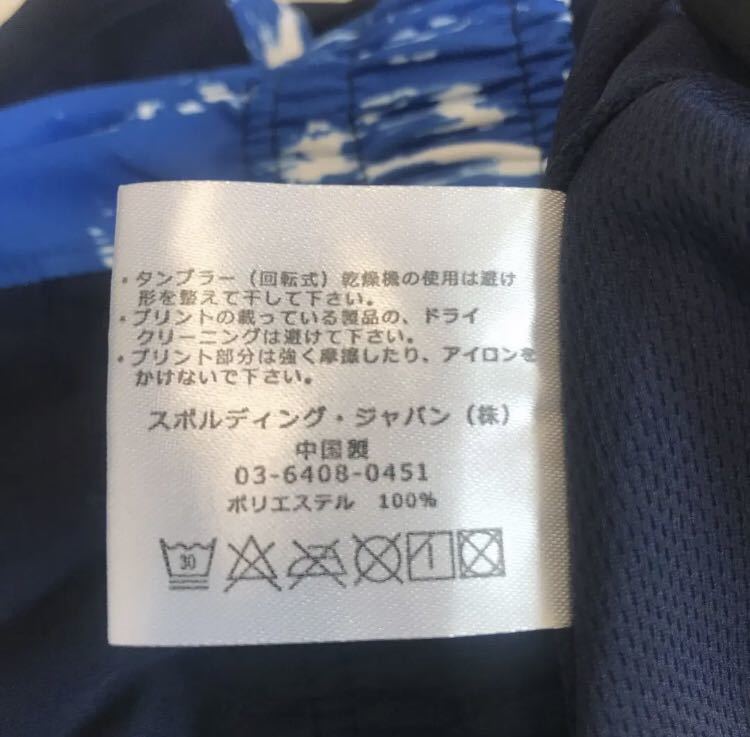 ・タンブラー（回転式）乾燥機の使用は避け
形を整えて干して下さい。
・プリントの載っている製品の、ドライ
クリーニングは避けて下さい。
・プリント部分は強く摩擦したり、アイロンを
かけないで下さい。
スポルディング・ジャパン（株）
中国製
03-6408-0451
ポリエステル 100%
30